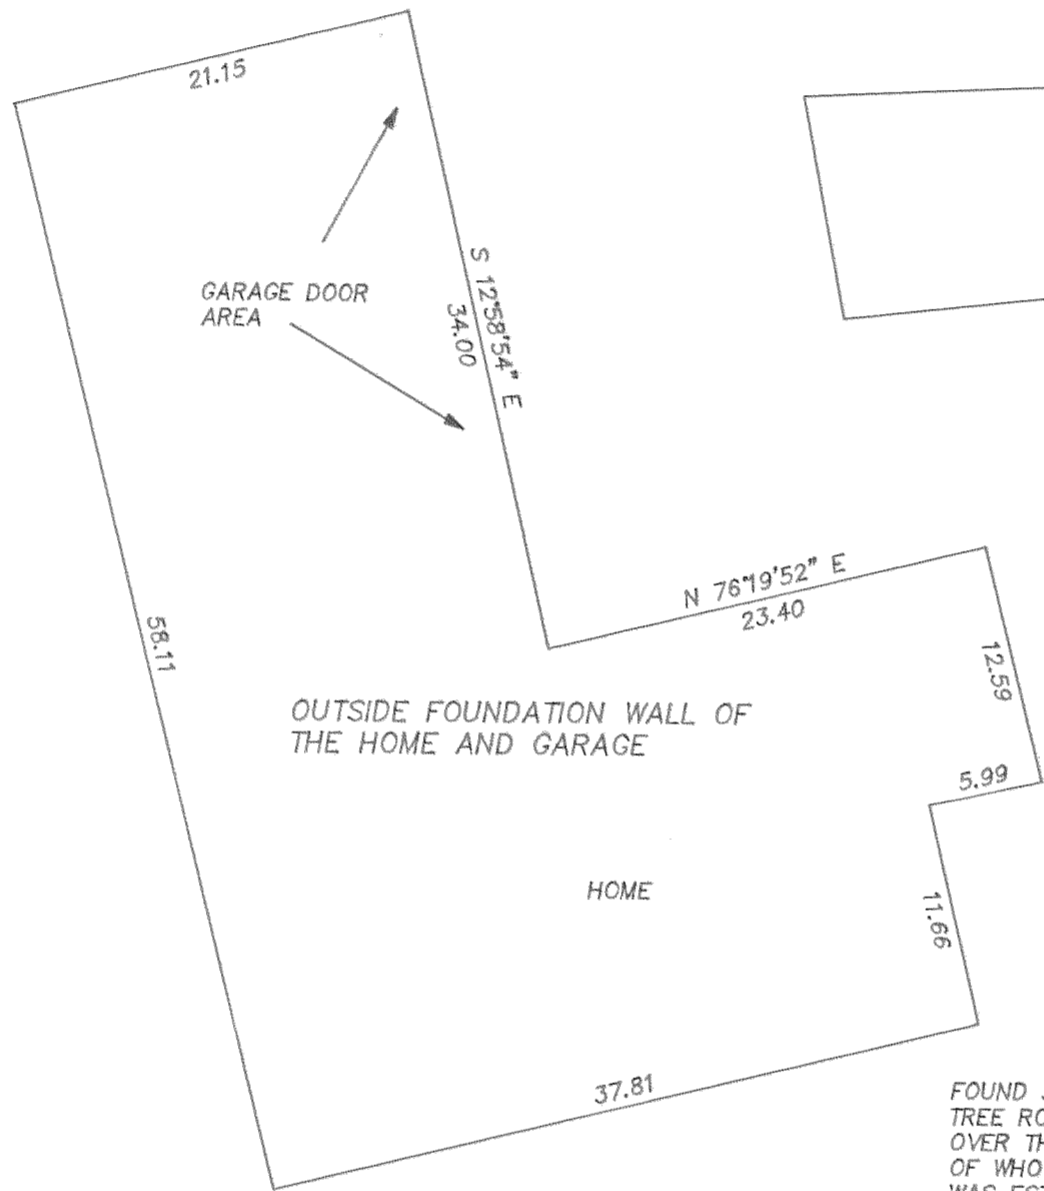 21.15
GARAGE DOOR
AREA
S 12°58'54" E
34.00
N 76°19'52" E
23.40
58.11
12.59
OUTSIDE FOUNDATION WALL OF
THE HOME AND GARAGE
5.99
HOME
11.66
37.81
FOUND
TREE
OVER
OF